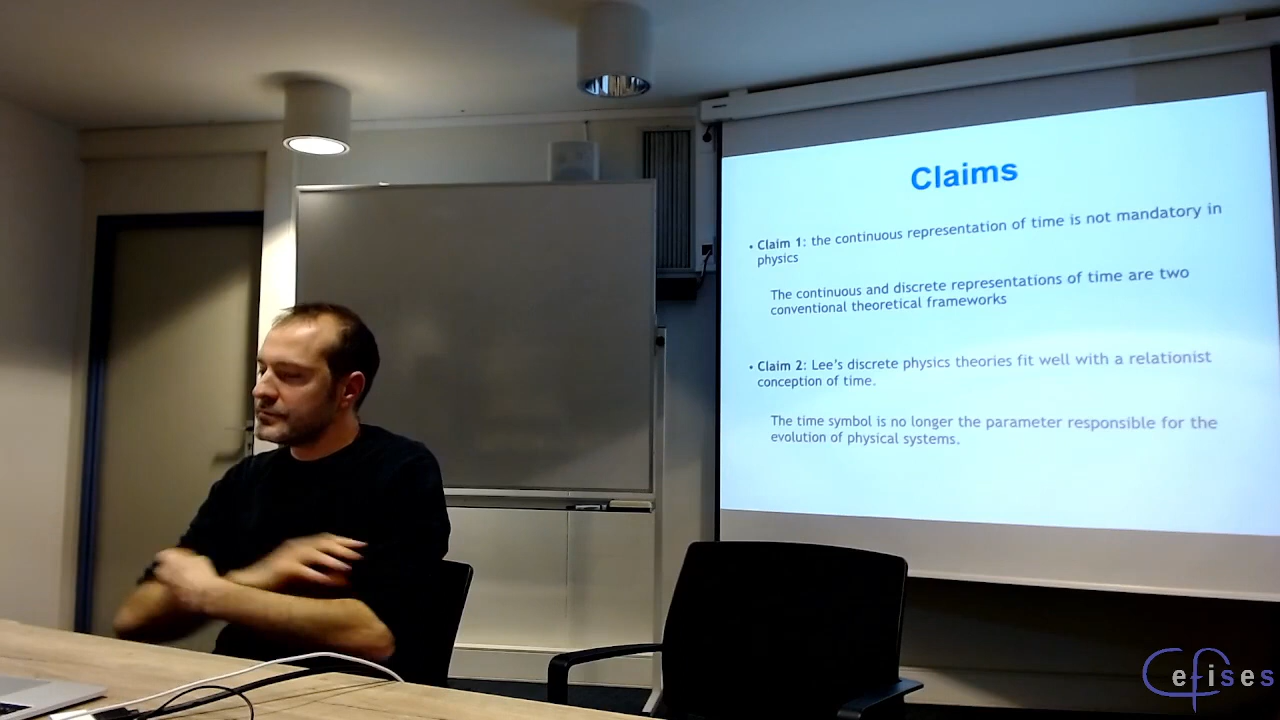 Claims
• Claim 1: the continuous representation of time is not mandatory in
physics
The continuous and discrete representations of time are two
conventional theoretical frameworks
• Claim 2: Lee's discrete physics theories fit well with a relationist
conception of time.
The time symbol is no longer the parameter responsible for the
evolution of physical systems.
Cefises